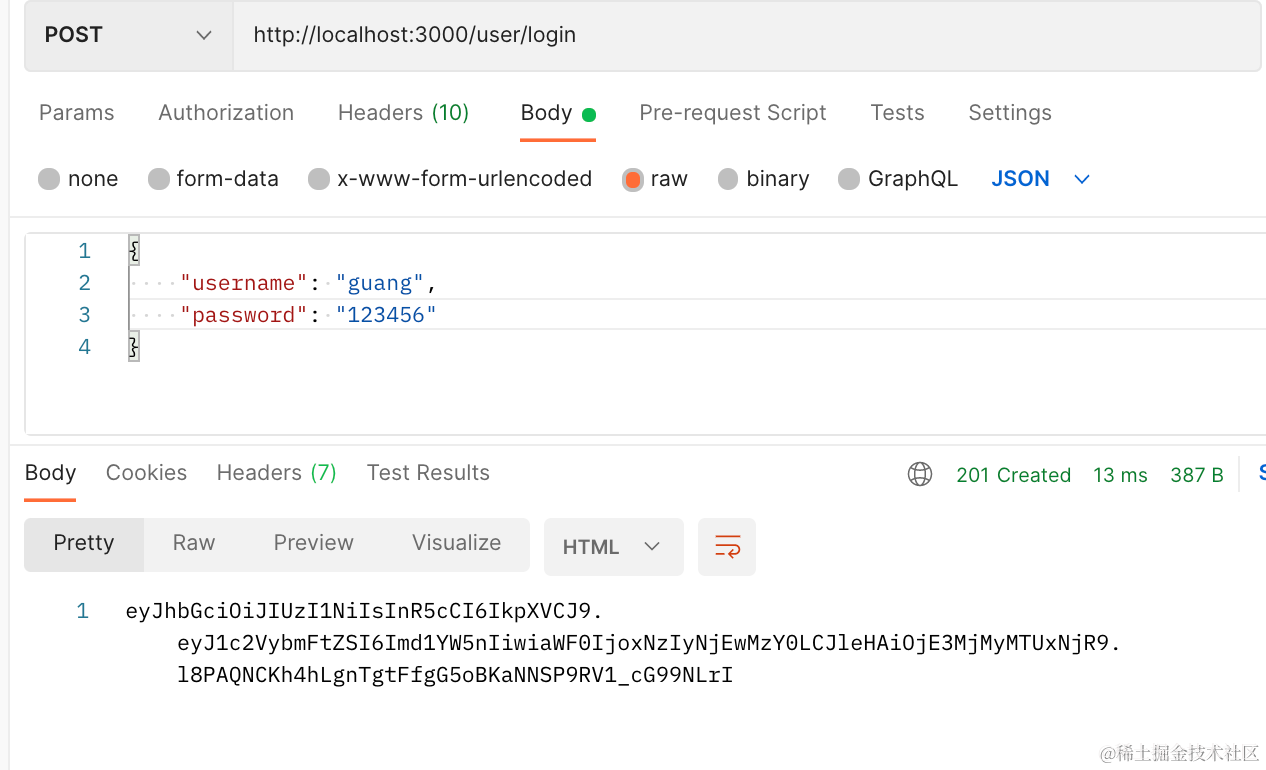 POST http://localhost:3000/user/login
Params Authorization Headers (10) Body Pre-request Script Tests Settings
none form-data x-www-form-urlencoded raw binary GraphQL JSON
1 {
2 "username": "guang",
3 "password": "123456"
4 }
Body Cookies Headers (7) Test Results 201 Created 13 ms 387 B S
Pretty Raw Preview Visualize HTML
1 eyJhbGciOiJIUzI1NiIsInR5cCI6IkpXVCJ9.
eyJ1c2VybmFtZSI6Imd1YW5nIiwiaWF0IjoxNzIyNjEwMzY0LCJleHAiOjE3MjMyMTUxNjR9.
l8PAQNCKh4hLgnTgtFfgG5oBKaNNSP9RV1_cG99NLrI
@稀土掘金技术社区